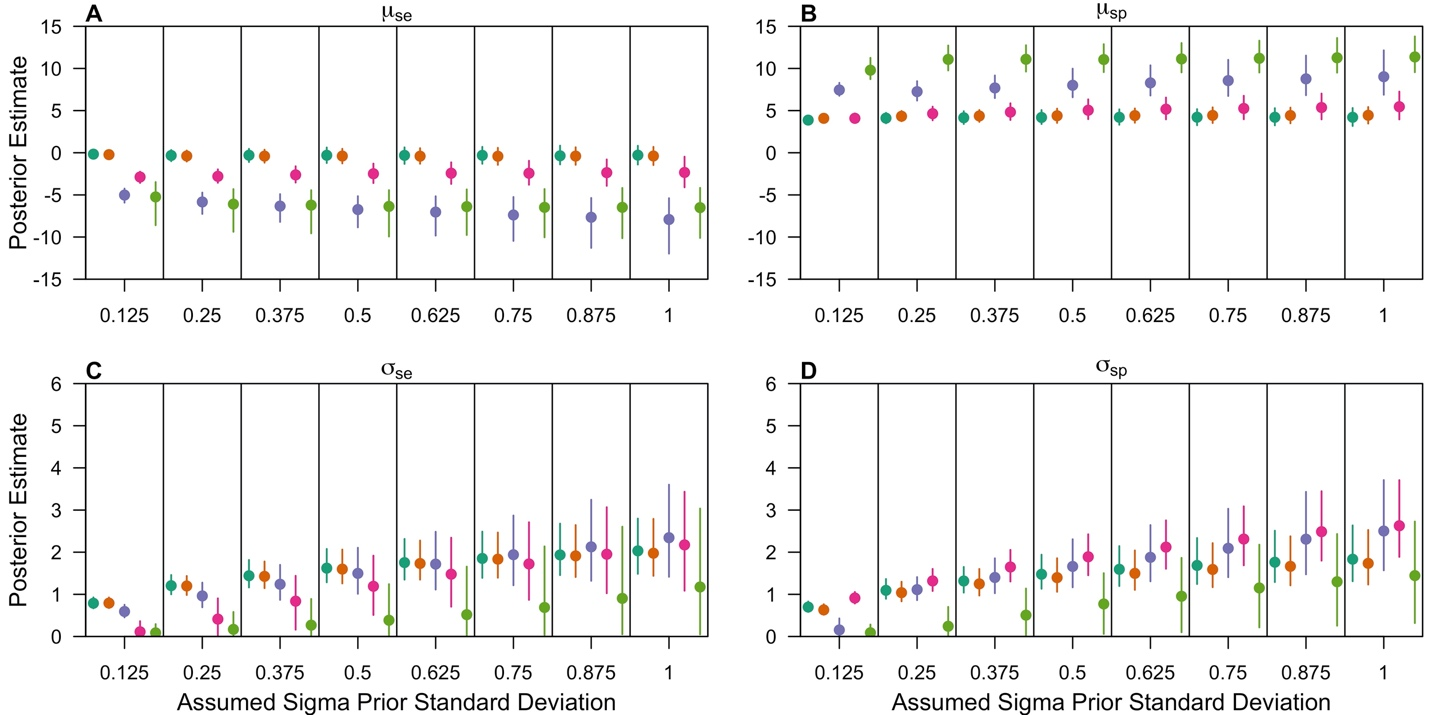 A
μse
15
10
5
0
-5
-10
-15
Posterior Estimate
0.125 0.25 0.375 0.5 0.625 0.75 0.875 1
B
μsp
15
10
5
0
-5
-10
-15
0.125 0.25 0.375 0.5 0.625 0.75 0.875 1
C
σse
6
5
4
3
2
1
0
Posterior Estimate
0.125 0.25 0.375 0.5 0.625 0.75 0.875 1
Assumed Sigma Prior Standard Deviation
D
σsp
6
5
4
3
2
1
0
0.125 0.25 0.375 0.5 0.625 0.75 0.875 1
Assumed Sigma Prior Standard Deviation